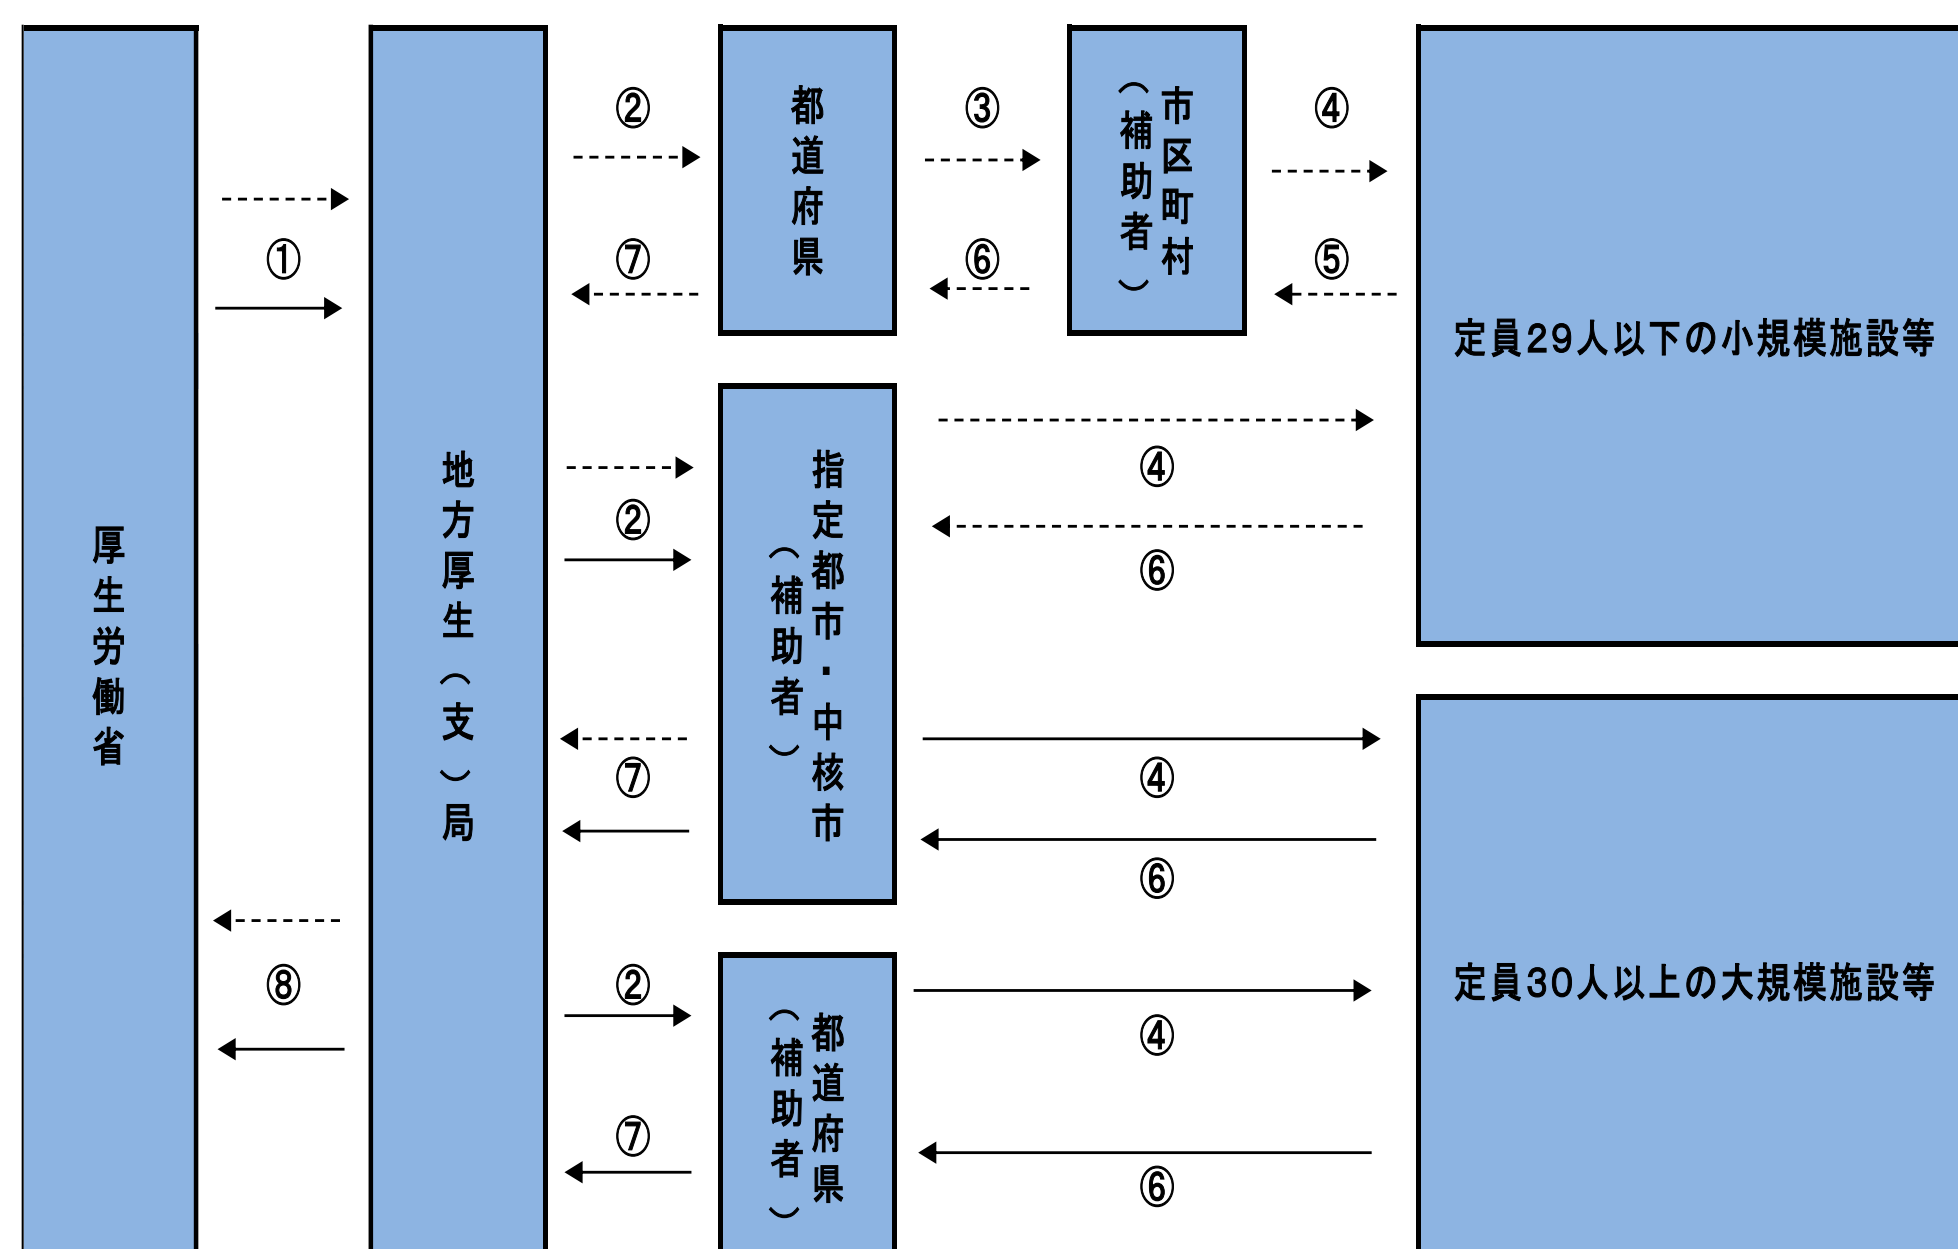 厚生労働省
①
⑧
地方厚生（支）局
②
⑦
②
⑦
②
⑦
都道府県
③
⑥
市区町村
（補助者）
④
⑤
指定都市・中核市
（補助者）
④
⑥
④
⑥
都道府県
（補助者）
④
⑥
定員29人以下の小規模施設等
定員30人以上の大規模施設等